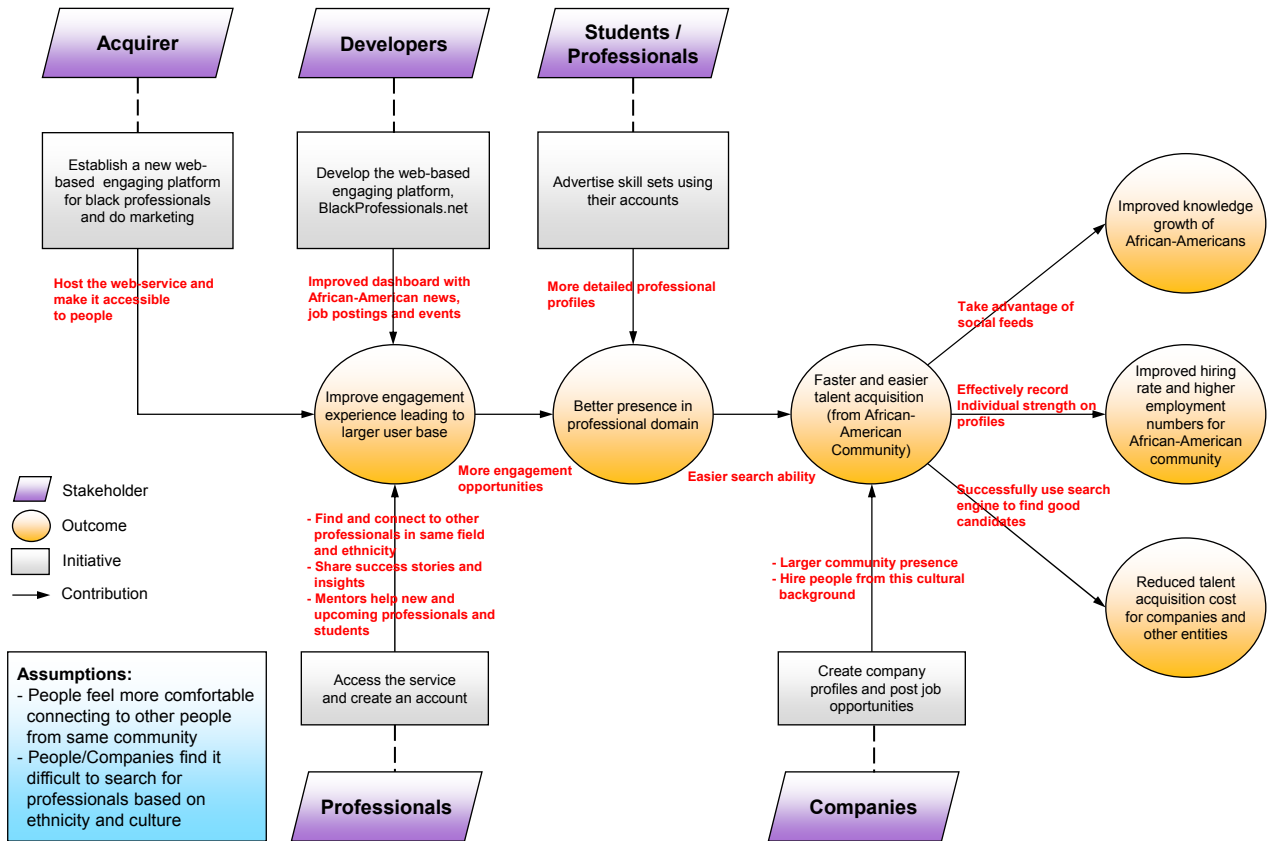 Acquirer
Developers
Students /
Professionals
Establish a new web-
based engaging platform
for black professionals
and do marketing
Develop the web-based
engaging platform,
BlackProfessionals.net
Advertise skill sets using
their accounts
Improved knowledge
growth of
African-Americans
Host the web-service and
make it accessible
to people
Improved dashboard with
African-American news,
job postings and events
More detailed professional
profiles
Take advantage of
social feeds
Improve engagement
experience leading to
larger user base
Better presence in
professional domain
Faster and easier
talent acquisition
(from African-
American
Community)
Effectively record
Individual strength on
profiles
Improved hiring
rate and higher
employment
numbers for
African-American
community
More engagement
opportunities
Easier search ability
Successfully use search
engine to find good
candidates
Stakeholder
Outcome
Initiative
Contribution
- Find and connect to other
professionals in same field
and ethnicity
- Share success stories and
insights
- Mentors help new and
upcoming professionals and
students
- Larger community presence
- Hire people from this cultural
background
Reduced talent
acquisition cost
for companies and
other entities
Assumptions:
- People feel more comfortable
connecting to other people
from same community
- People/Companies find it
difficult to search for
professionals based on
ethnicity and culture
Access the service
and create an account
Create company
profiles and post job
opportunities
Professionals
Companies